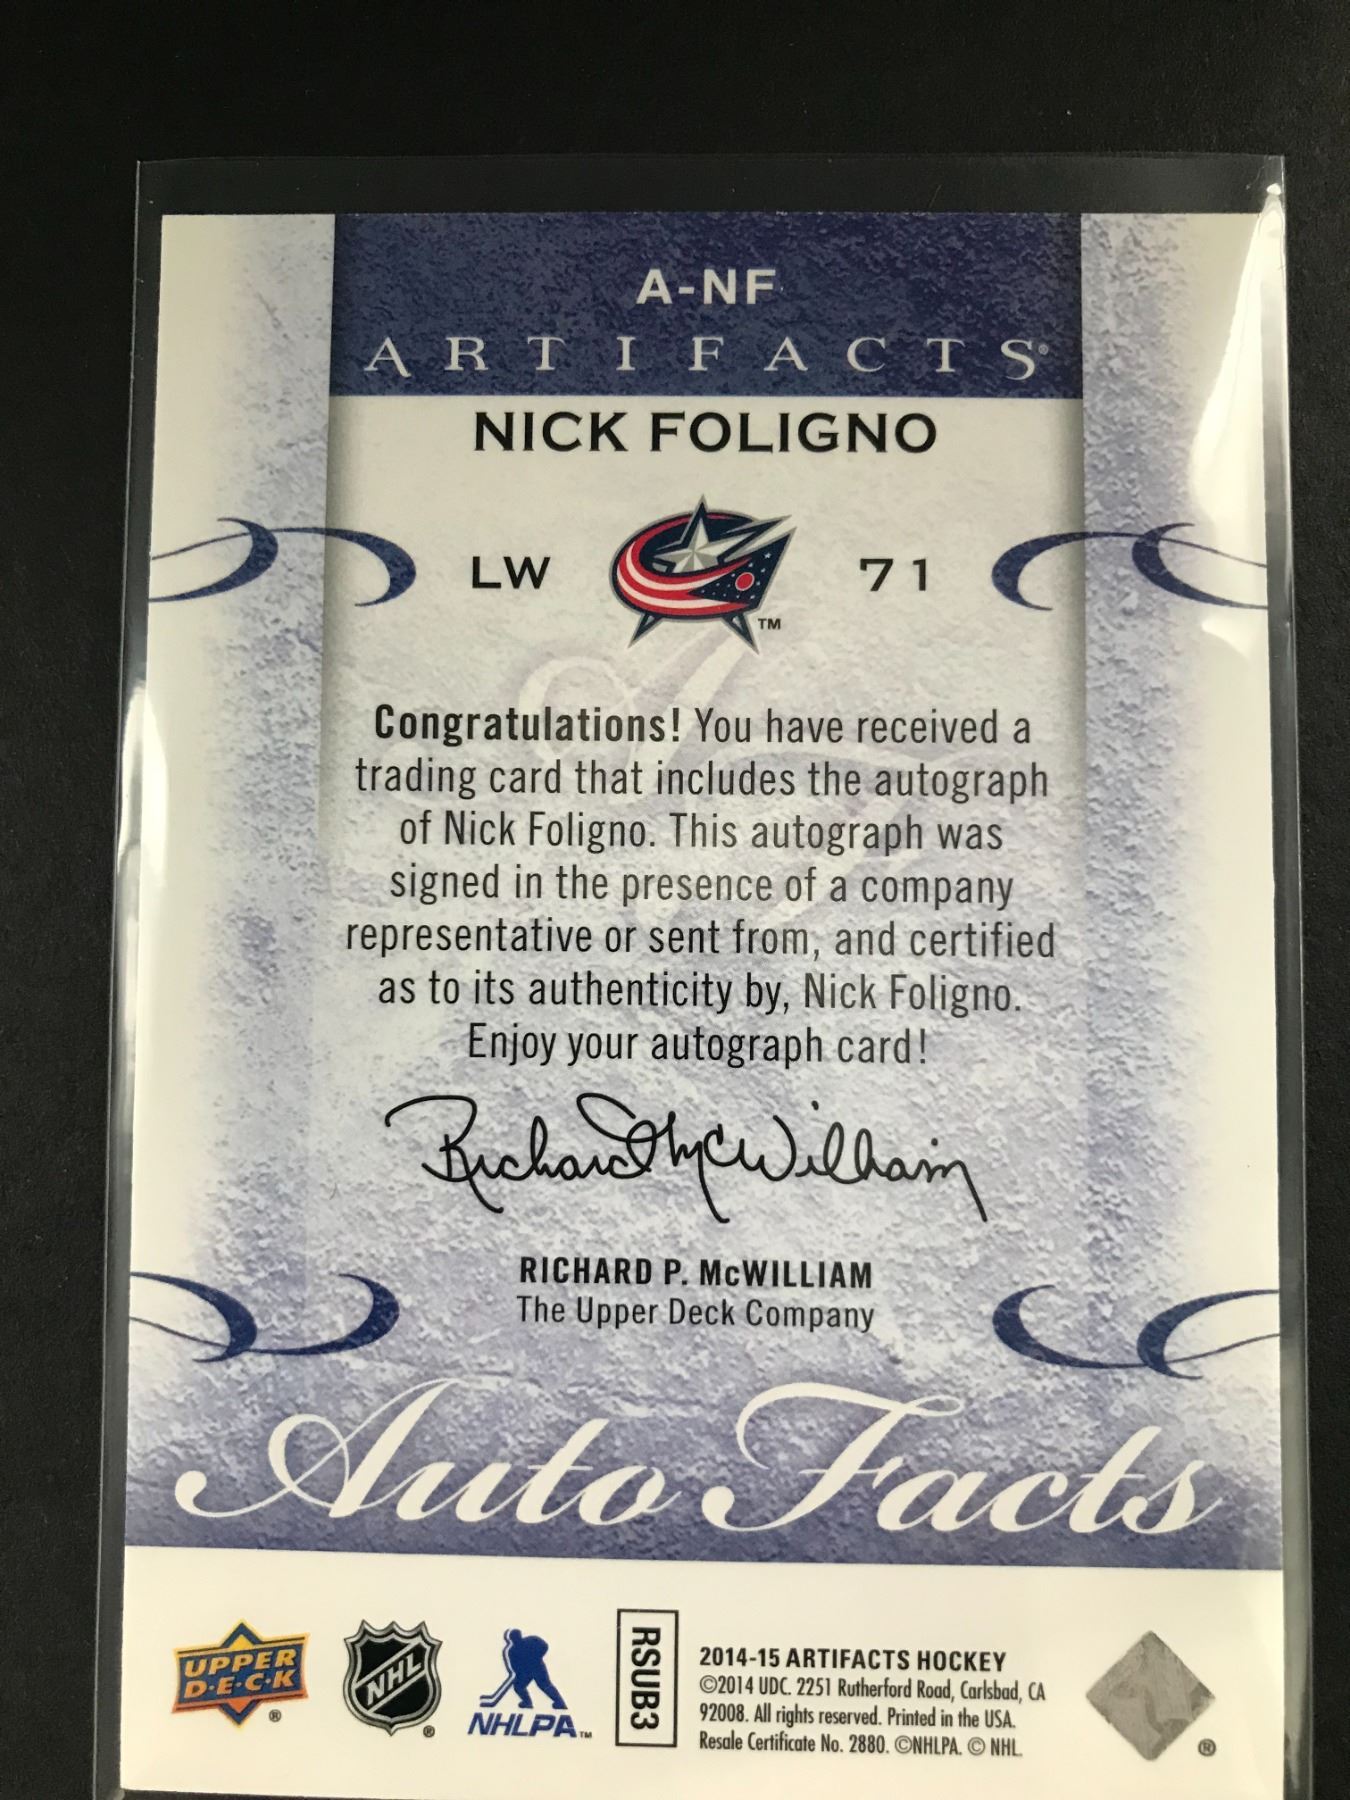 A-NF
ARTIFACTS®
NICK FOLIGNO
LW 71
TM
Congratulations! You have received a
trading card that includes the autograph
of Nick Foligno. This autograph was
signed in the presence of a company
representative or sent from, and certified
as to its authenticity by, Nick Foligno.
Enjoy your autograph card!
Richard McWilliam
RICHARD P. McWILLIAM
The Upper Deck Company
Auto Facts
UPPER
D·E·C·K
®
NHL
®
NHLPA™
RSUB3
2014-15 ARTIFACTS HOCKEY
©2014 UDC. 2251 Rutherford Road, Carlsbad, CA
92008. All rights reserved. Printed in the USA.
Resale Certificate No. 2880. ©NHLPA. © NHL.
®